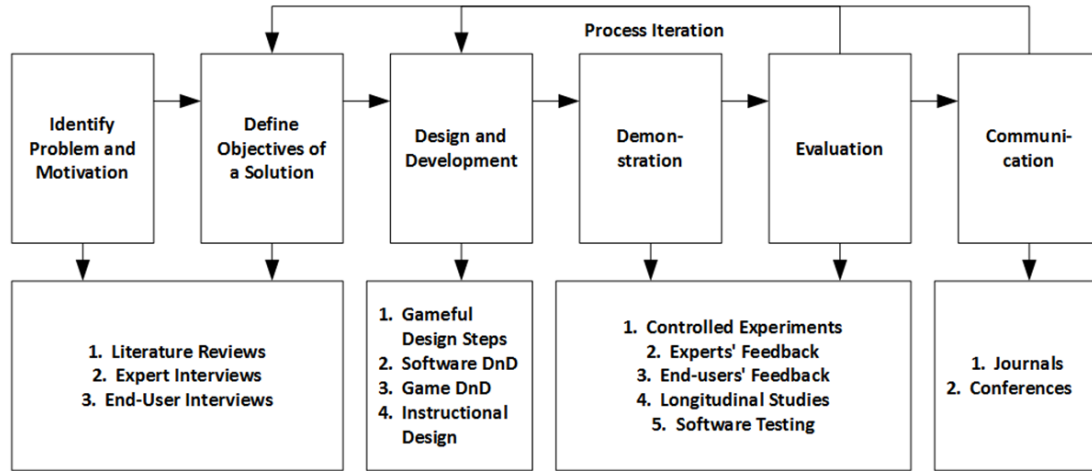 Process Iteration
Identify
Problem and
Motivation
Define
Objectives of
a Solution
Design and
Development
Demon-
stration
Evaluation
Communi-
cation
1. Literature Reviews
2. Expert Interviews
3. End-User Interviews
1. Gameful
Design Steps
2. Software DnD
3. Game DnD
4. Instructional
Design
1. Controlled Experiments
2. Experts' Feedback
3. End-users' Feedback
4. Longitudinal Studies
5. Software Testing
1. Journals
2. Conferences